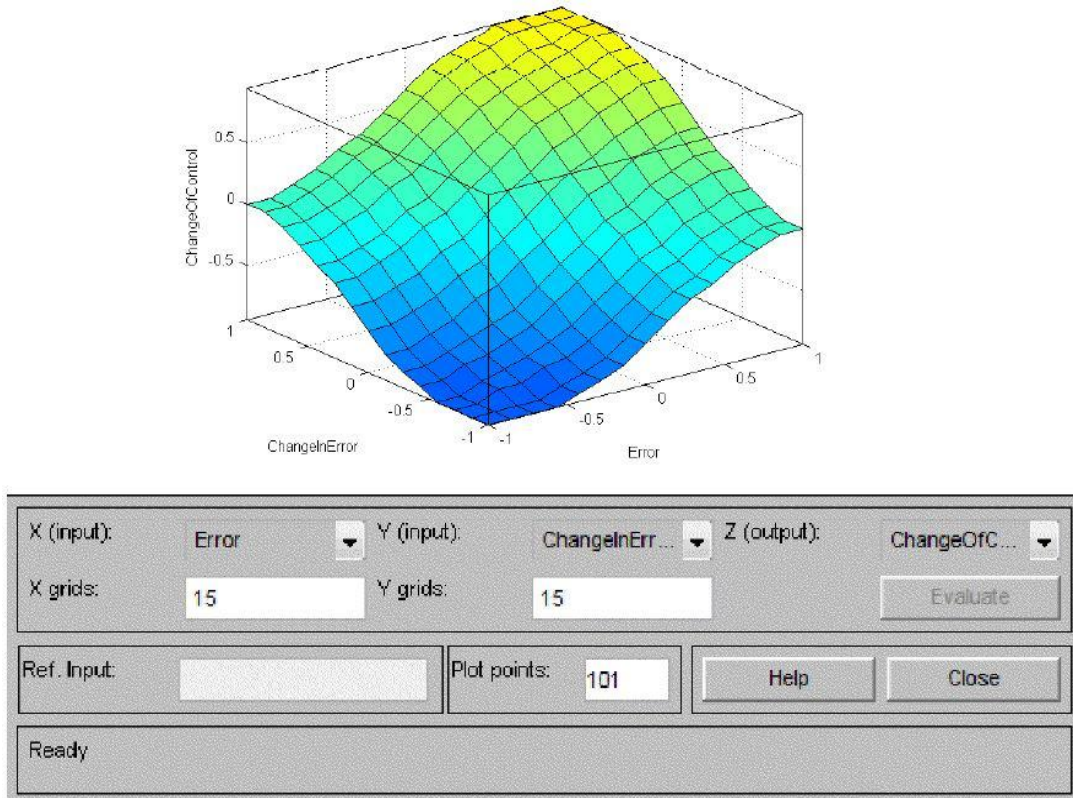 ChangeOfControl
0.5
0
-0.5
1
0.5
0
-0.5
-1
ChangeInError
-1
-0.5
0
0.5
1
Error
X (input): Error Y (input): ChangeInErr... Z (output): ChangeOfC...
X grids: 15 Y grids: 15 Evaluate
Ref. Input: Plot points: 101 Help Close
Ready